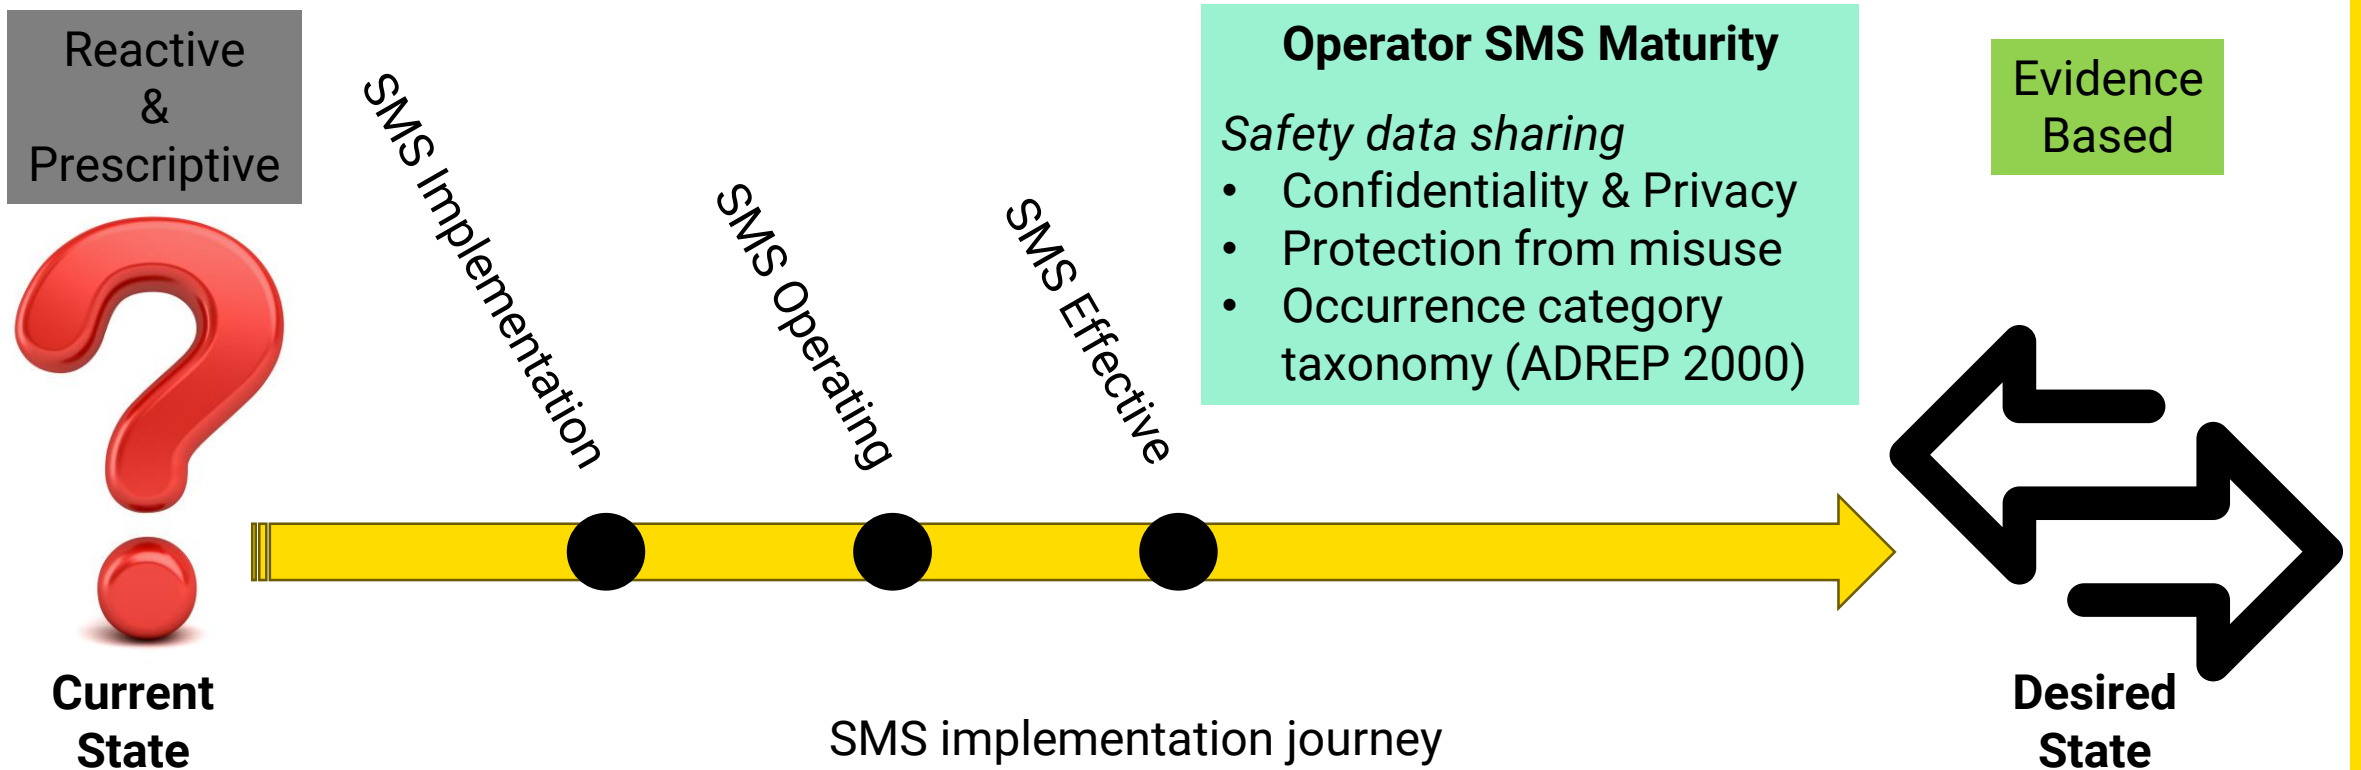 Reactive
&
Prescriptive
SMS Implementation
SMS Operating
SMS Effective
Operator SMS Maturity
Safety data sharing
• Confidentiality & Privacy
• Protection from misuse
• Occurrence category
taxonomy (ADREP 2000)
Evidence
Based
Current
State
SMS implementation journey
Desired
State